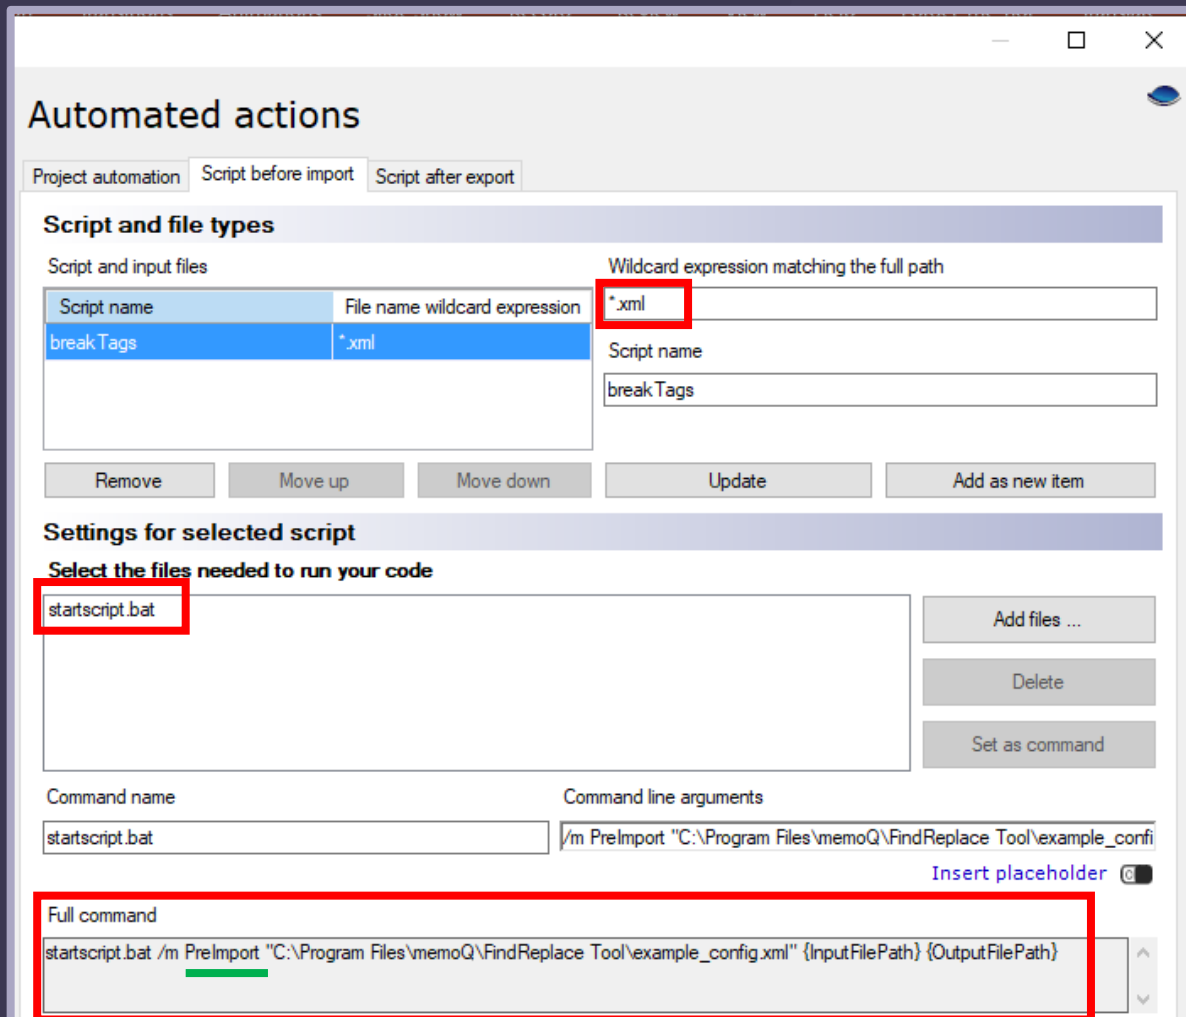 Automated actions
Project automation Script before import Script after export
Script and file types
Script and input files
Wildcard expression matching the full path
Script name File name wildcard expression
*.xml
breakTags *.xml
Script name
breakTags
Remove Move up Move down Update Add as new item
Settings for selected script
Select the files needed to run your code
startscript.bat
Add files ...
Delete
Set as command
Command name Command line arguments
startscript.bat /m PreImport "C:\Program Files\memoQ\FindReplace Tool\example_confi
Insert placeholder
Full command
startscript.bat /m PreImport "C:\Program Files\memoQ\FindReplace Tool\example_config.xml" {InputFilePath} {OutputFilePath}